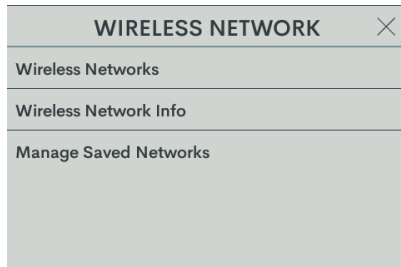 WIRELESS NETWORK
Wireless Networks
Wireless Network Info
Manage Saved Networks